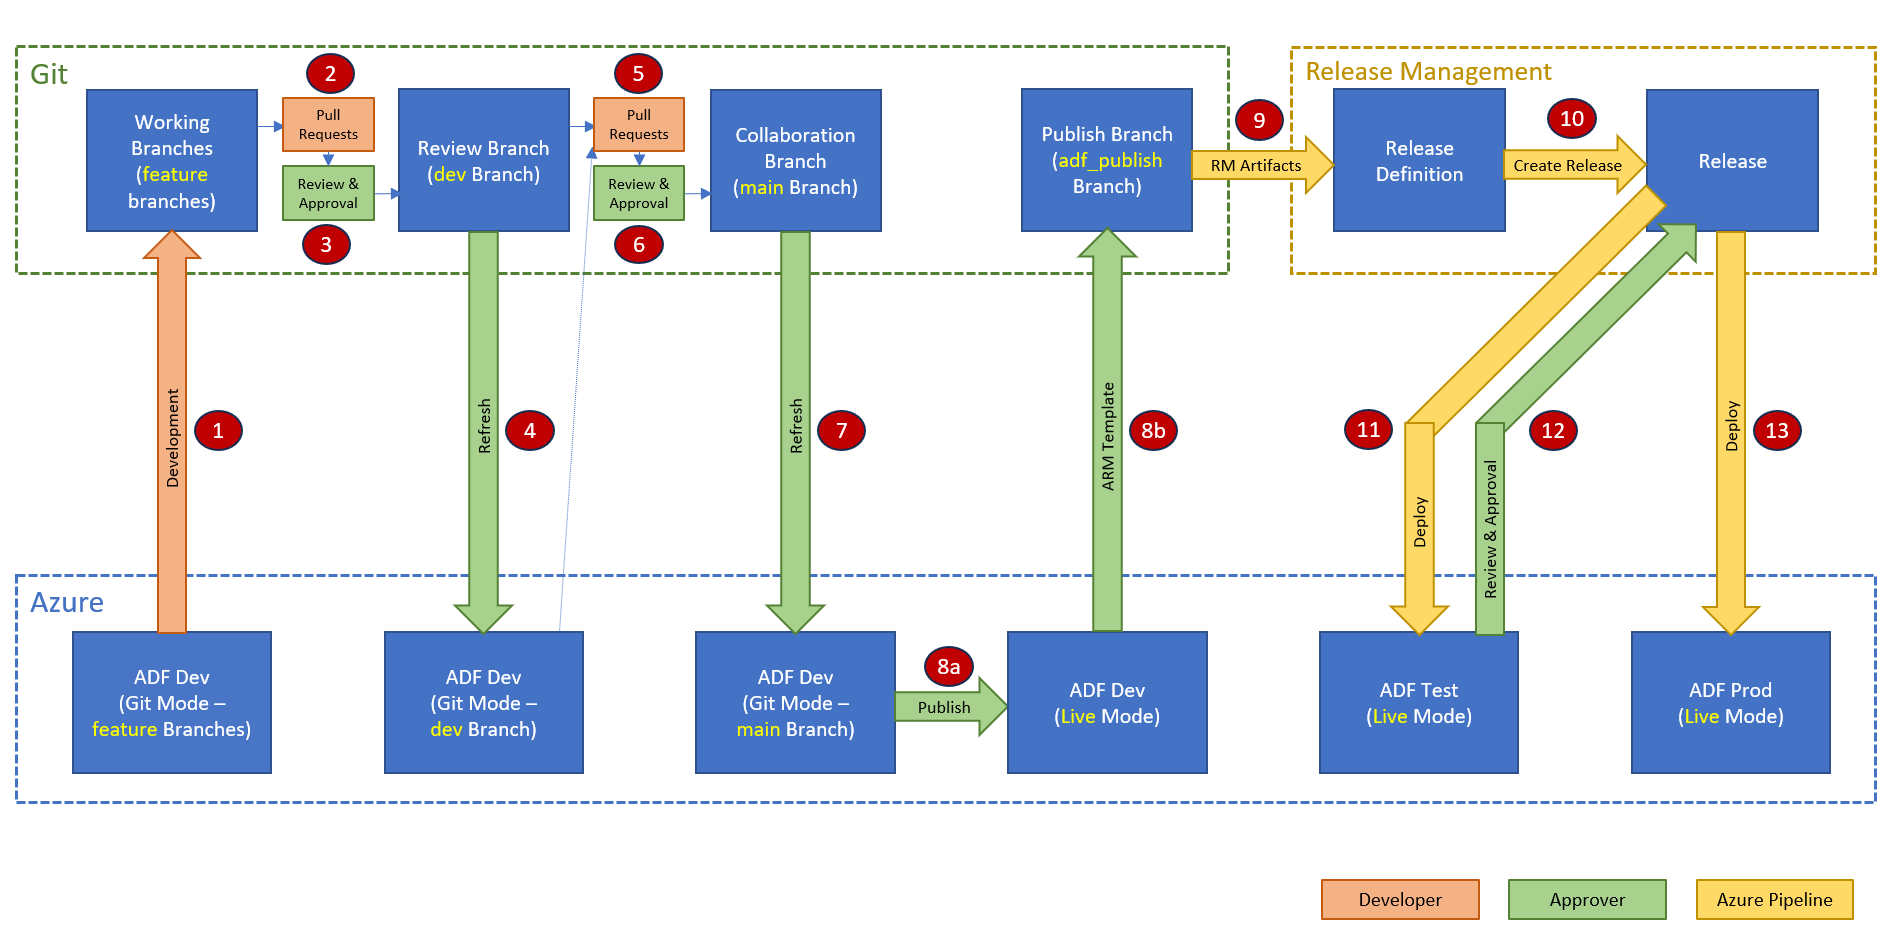 Git
2
5
Working
Branches
(feature
branches)
Pull
Requests
Review &
Approval
3
Review Branch
(dev Branch)
Pull
Requests
Review &
Approval
6
Collaboration
Branch
(main Branch)
Publish Branch
(adf_publish
Branch)
9
RM Artifacts
Release Management
Release
Definition
10
Create Release
Release
Development
1
Refresh
4
Refresh
7
ARM Template
8b
11
Deploy
12
Review & Approval
Deploy
13
Azure
ADF Dev
(Git Mode –
feature Branches)
ADF Dev
(Git Mode –
dev Branch)
ADF Dev
(Git Mode –
main Branch)
8a
Publish
ADF Dev
(Live Mode)
ADF Test
(Live Mode)
ADF Prod
(Live Mode)
Developer
Approver
Azure Pipeline